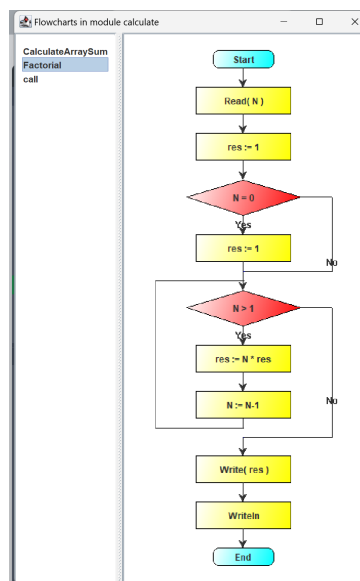 Flowcharts in module calculate
CalculateArraySum
Factorial
call
Start
Read( N )
res := 1
N = 0
Yes
No
res := 1
N > 1
Yes
No
res := N * res
N := N-1
Write( res )
Writeln
End